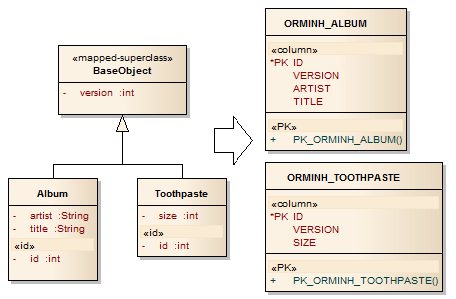 «mapped-superclass»
BaseObject
- version :int
Album
- artist :String
- title :String
«id»
- id :int
Toothpaste
- size :int
«id»
- id :int
ORMINH_ALBUM
«column»
*PK ID
VERSION
ARTIST
TITLE
«PK»
+ PK_ORMINH_ALBUM()
ORMINH_TOOTHPASTE
«column»
*PK ID
VERSION
SIZE
«PK»
+ PK_ORMINH_TOOTHPASTE()